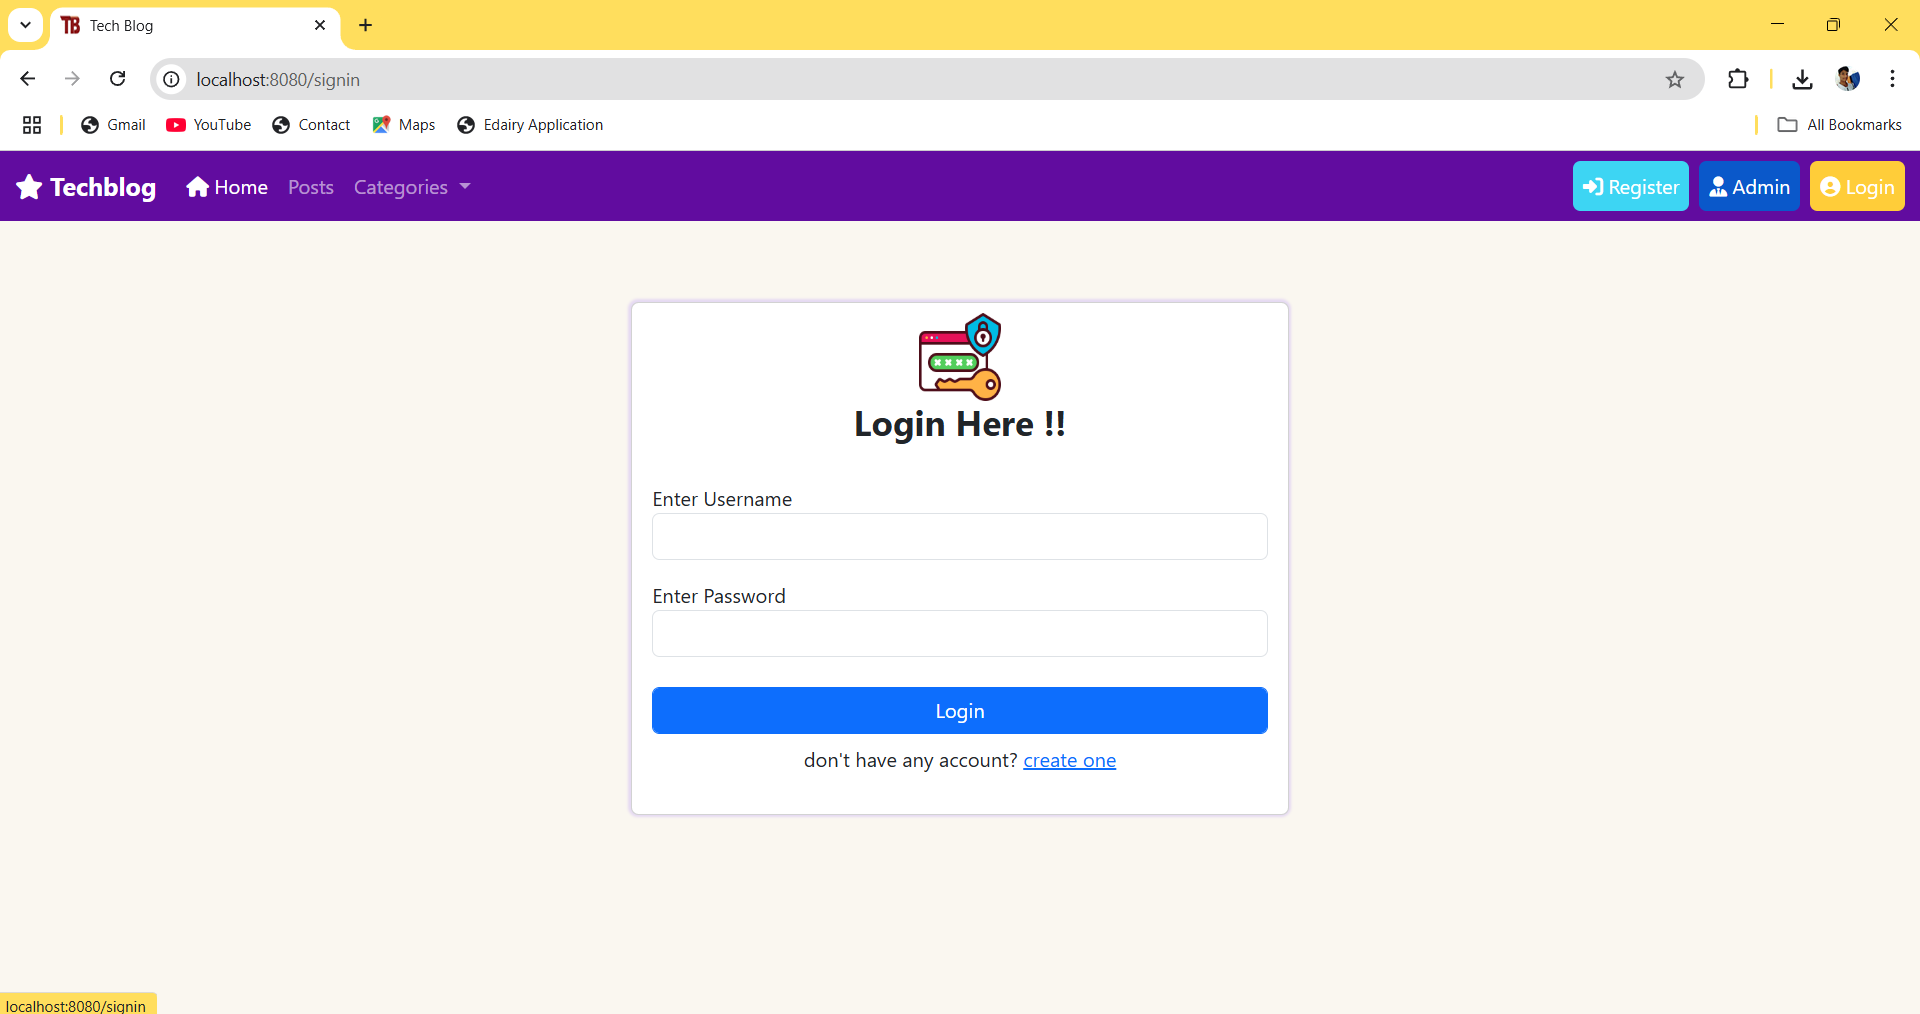 Tech Blog
localhost:8080/signin
Gmail YouTube Contact Maps Edairy Application All Bookmarks
Techblog Home Posts Categories Register Admin Login
Login Here !!
Enter Username
Enter Password
Login
don't have any account? create one
localhost:8080/signin